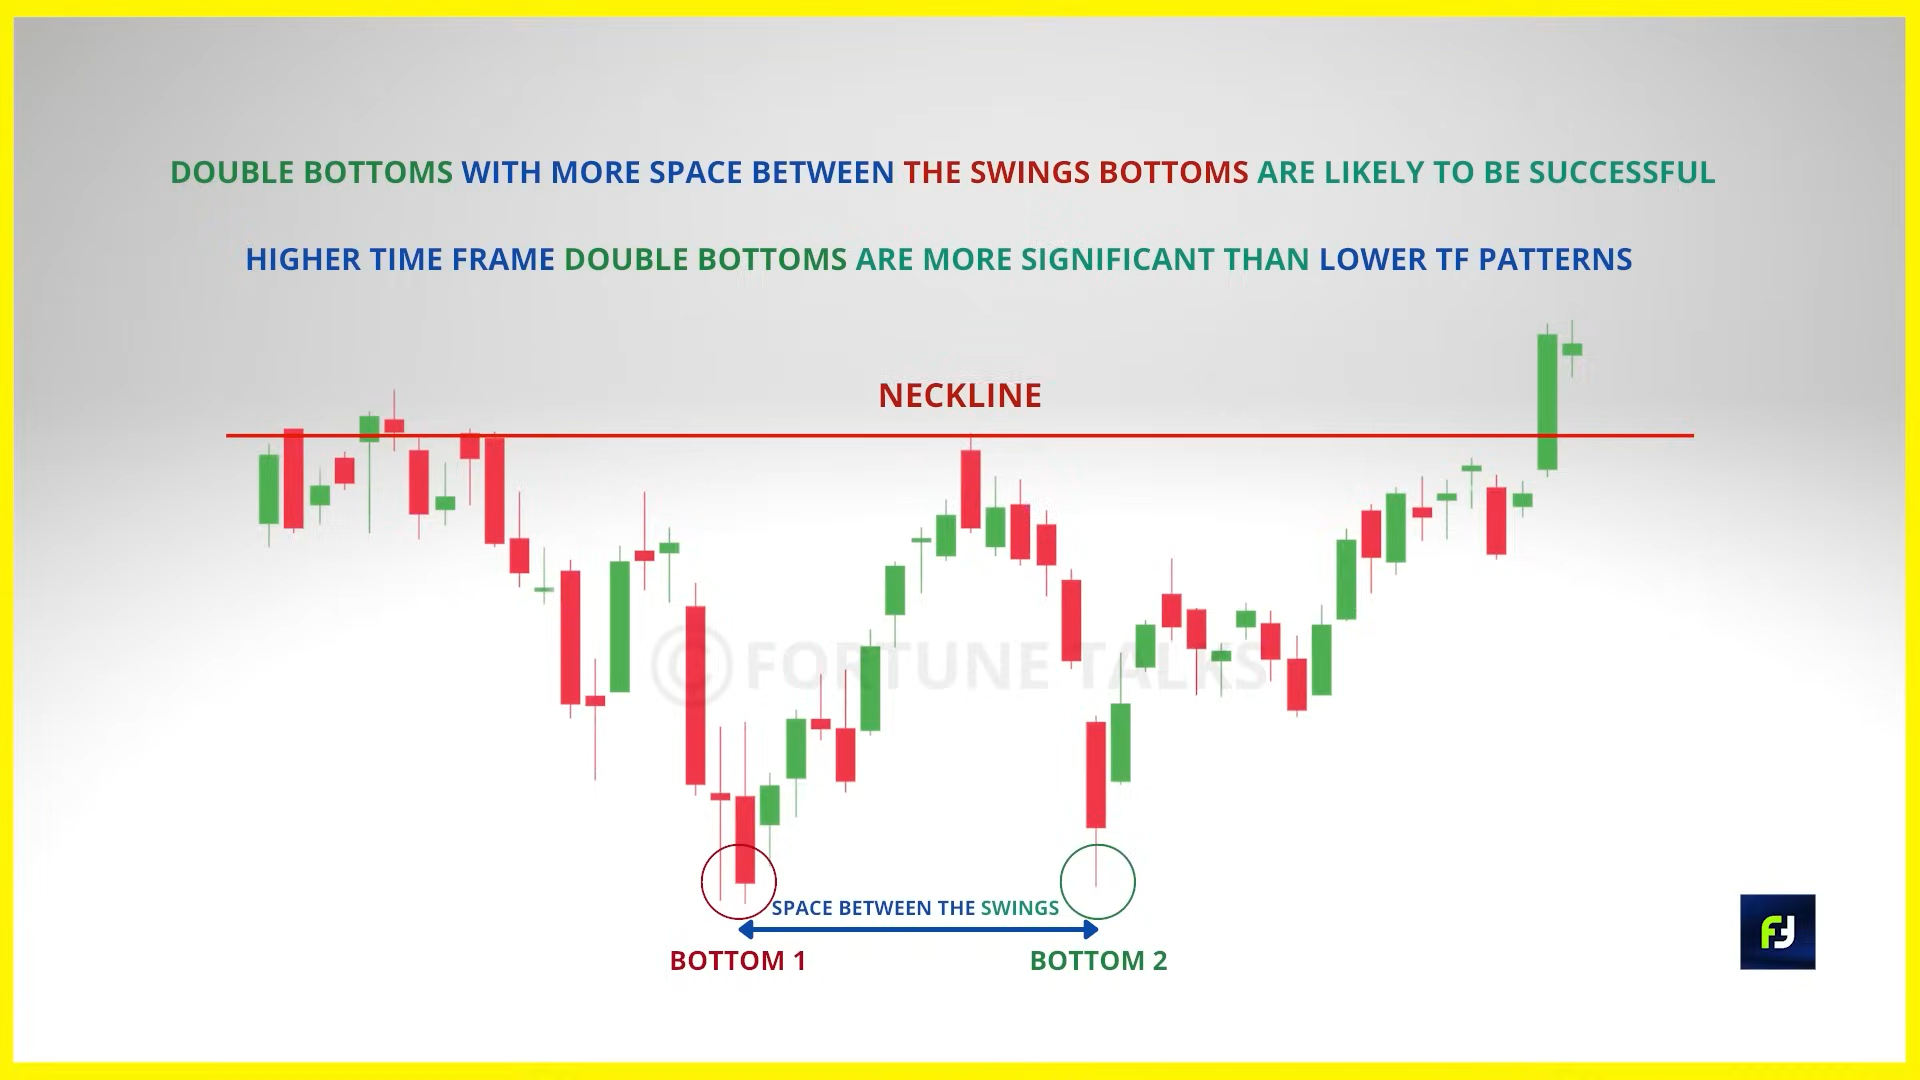 DOUBLE BOTTOMS WITH MORE SPACE BETWEEN THE SWINGS BOTTOMS ARE LIKELY TO BE SUCCESSFUL
HIGHER TIME FRAME DOUBLE BOTTOMS ARE MORE SIGNIFICANT THAN LOWER TF PATTERNS
NECKLINE
© FORTUNE TALKS
SPACE BETWEEN THE SWINGS
BOTTOM 1
BOTTOM 2